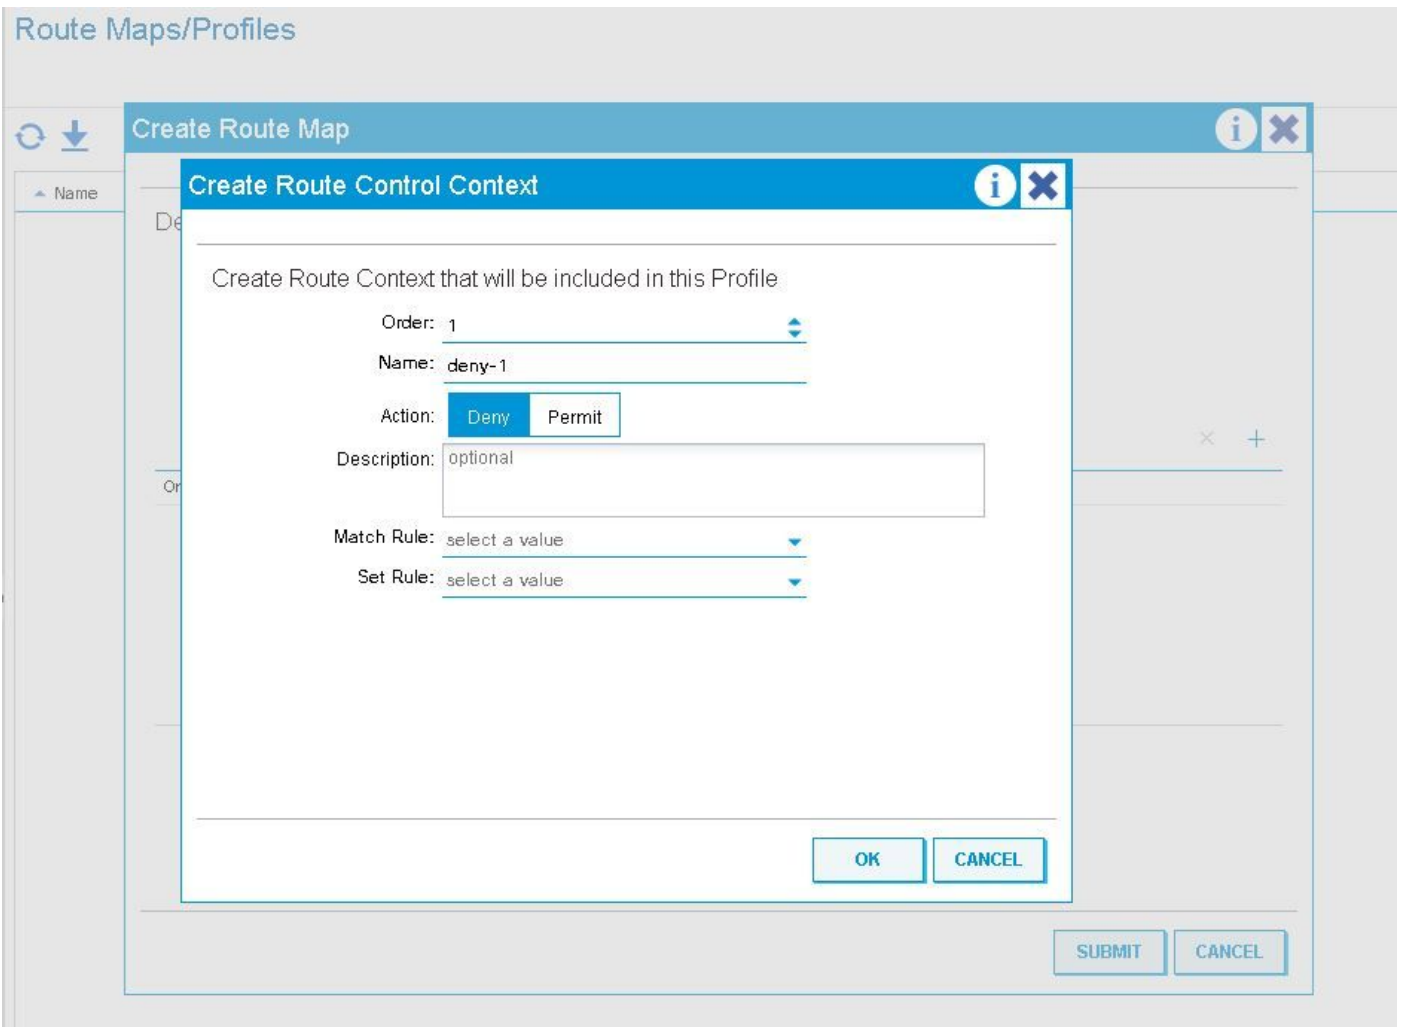 Route Maps/Profiles
Create Route Map
i
Create Route Control Context
i
Name
De
Create Route Context that will be included in this Profile
Order: 1
Name: deny-1
Action: Deny Permit
Description: optional
Or
Match Rule: select a value
Set Rule: select a value
OK CANCEL
SUBMIT CANCEL